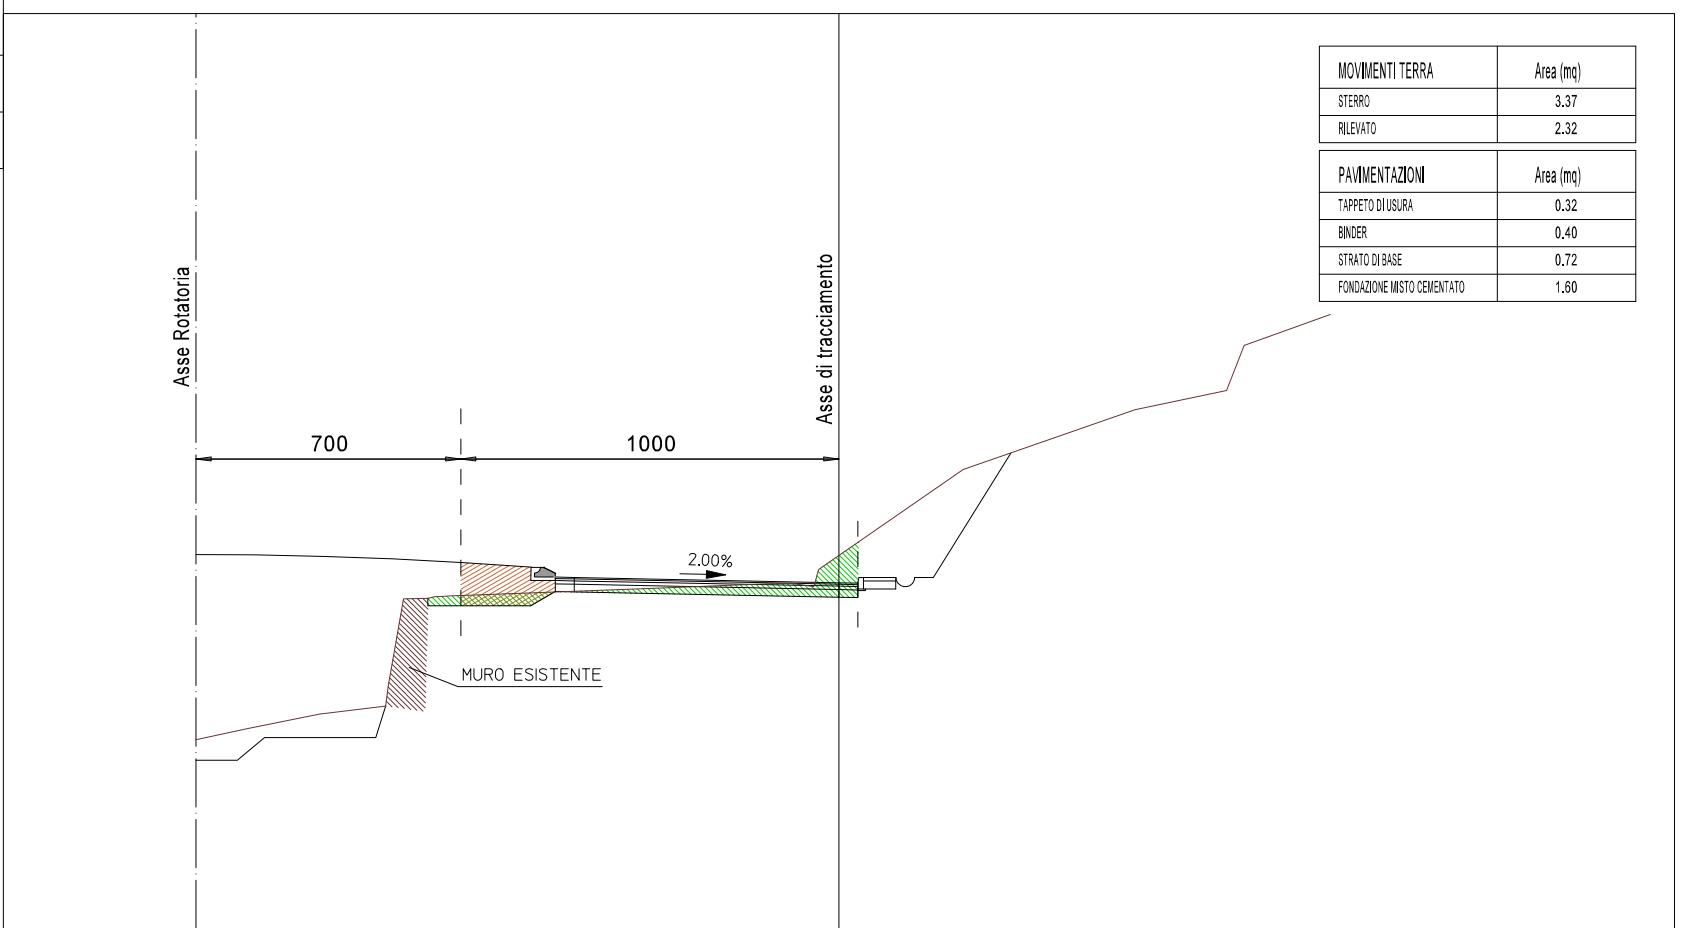 MOVIMENTI TERRA Area (mq)
STERRO 3.37
RILEVATO 2.32
PAVIMENTAZIONI Area (mq)
TAPPETO DI USURA 0.32
BINDER 0.40
STRATO DI BASE 0.72
FONDAZIONE MISTO CEMENTATO 1.60
Asse Rotatoria
Asse di tracciamento
700
1000
2.00%
MURO ESISTENTE